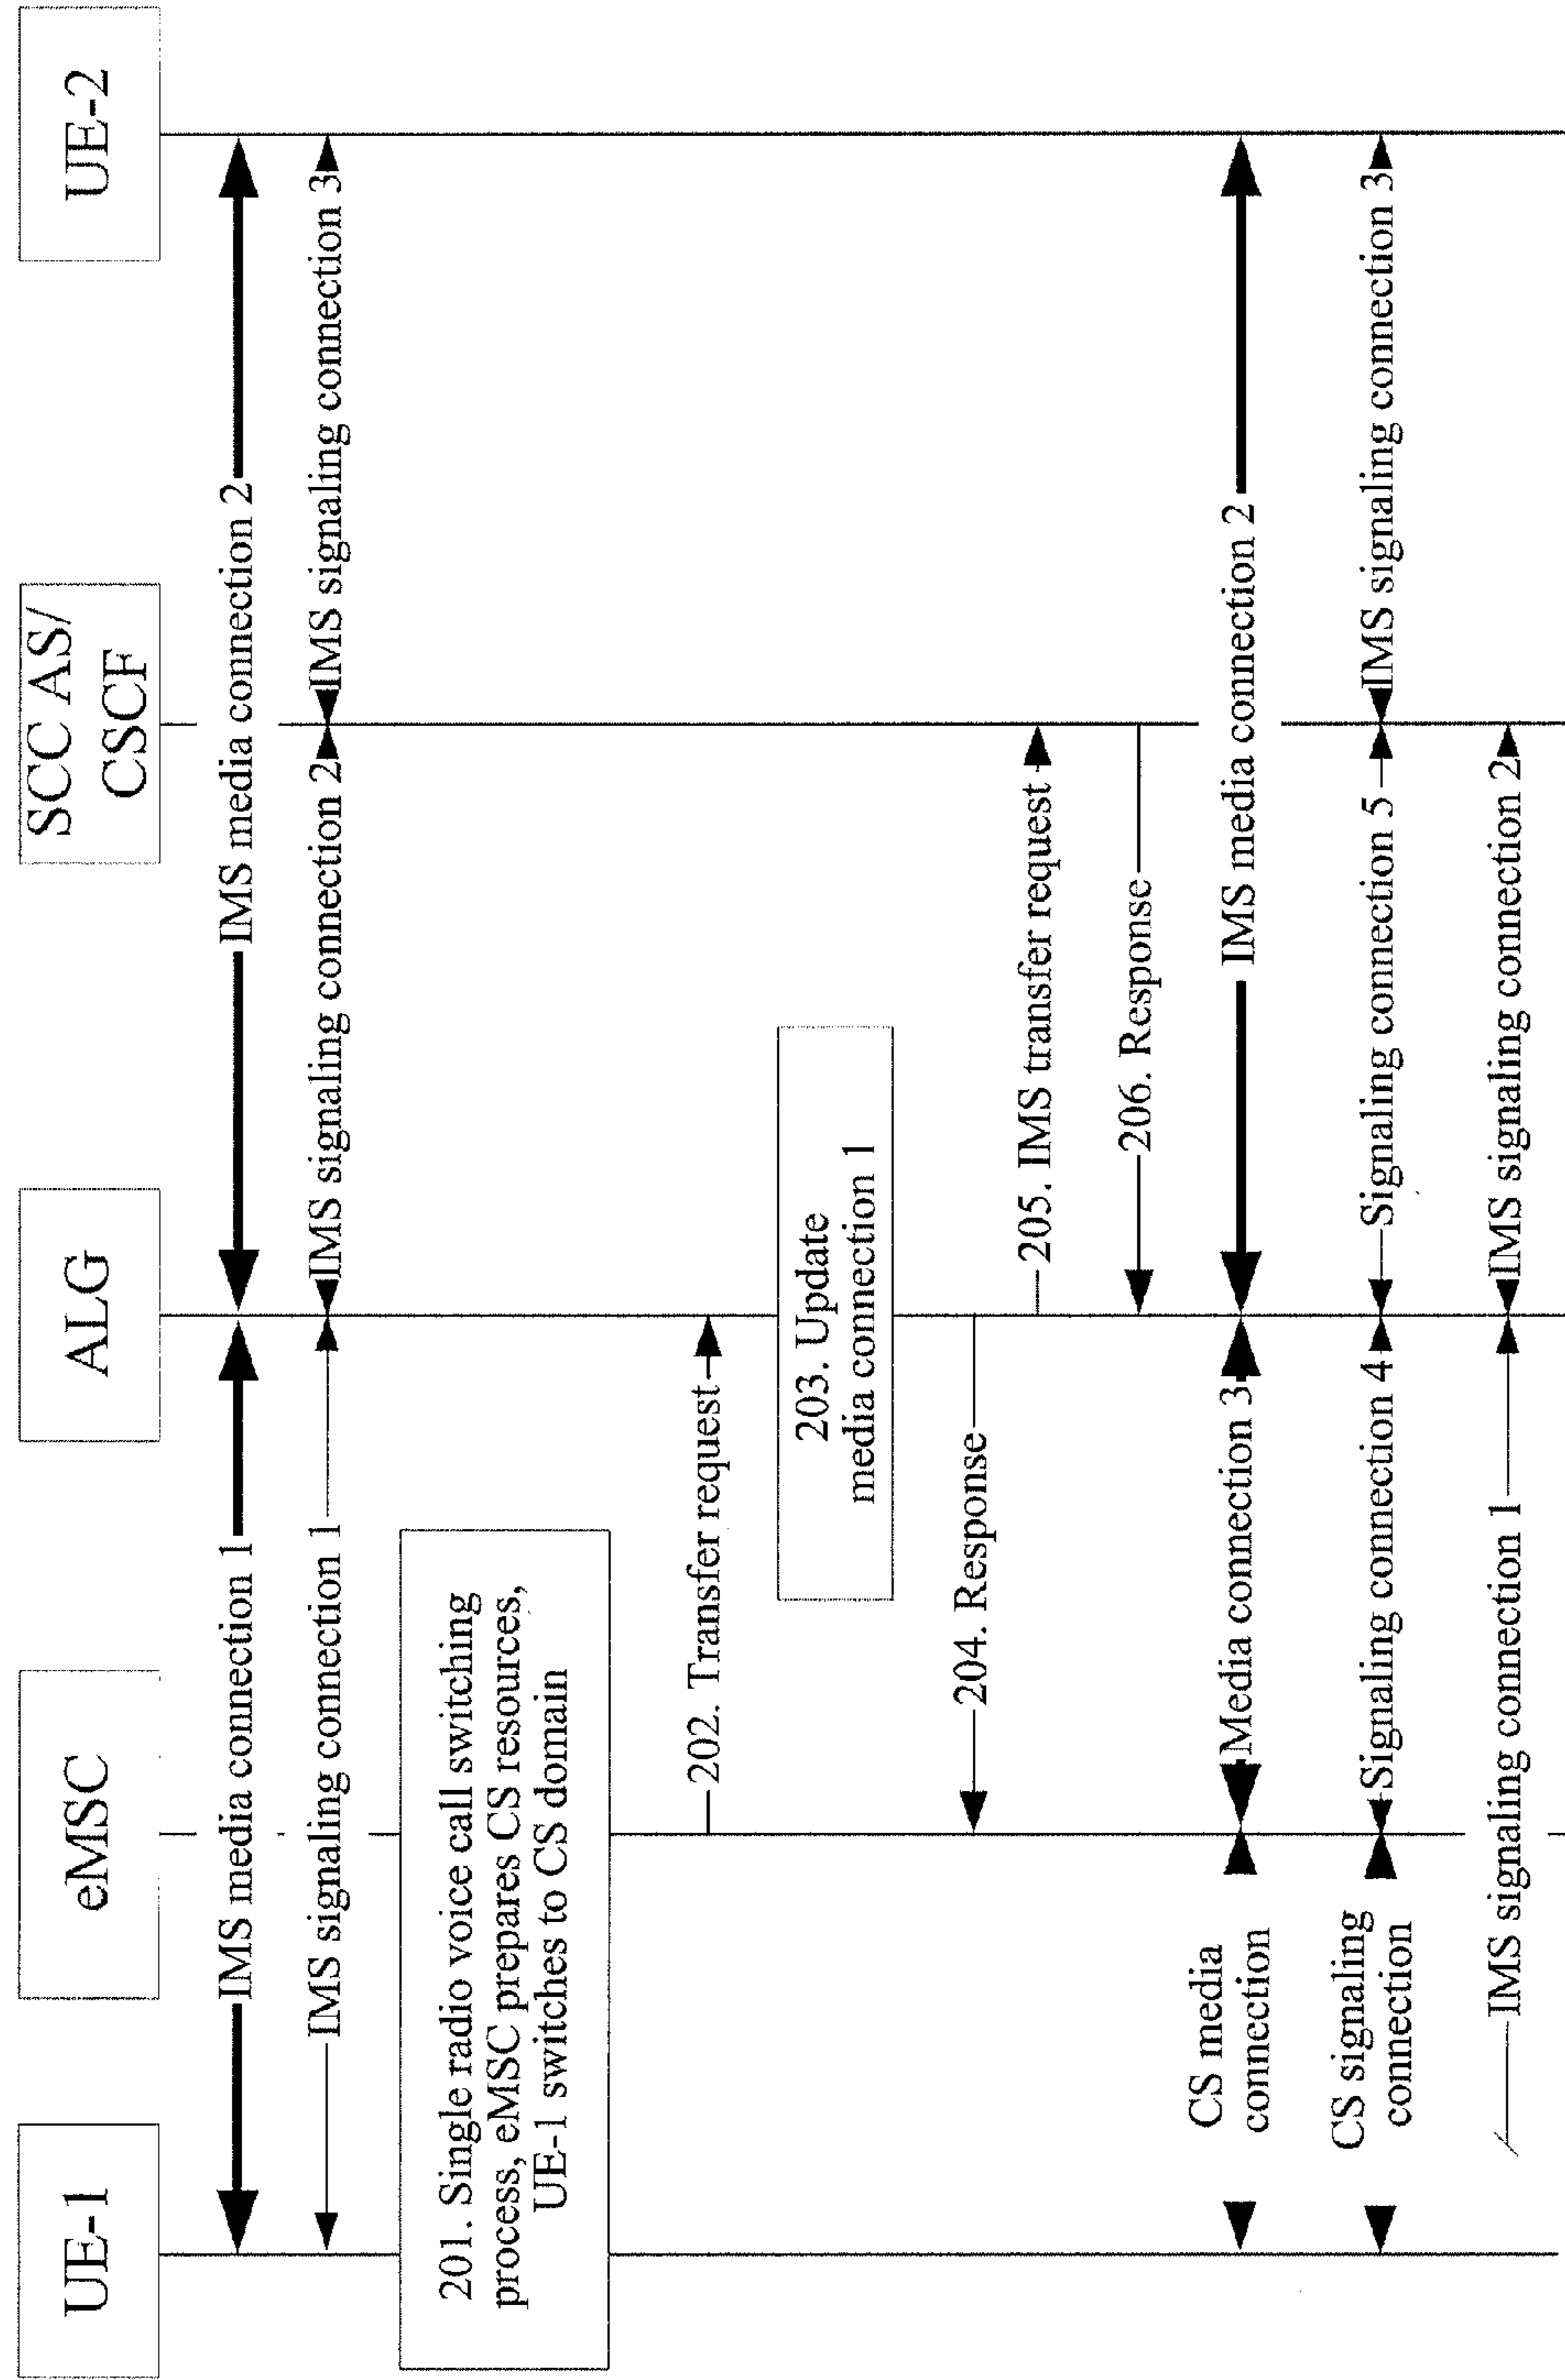 UE-1
eMSC
ALG
SCC AS/
CSCF
UE-2
IMS media connection 1
IMS media connection 2
IMS signaling connection 1
IMS signaling connection 2
IMS signaling connection 3
201. Single radio voice call switching
process, eMSC prepares CS resources,
UE-1 switches to CS domain
202. Transfer request
203. Update
media connection 1
204. Response
205. IMS transfer request
206. Response
CS media
connection
Media connection 3
IMS media connection 2
CS signaling
connection
Signaling connection 4
Signaling connection 5
IMS signaling connection 3
IMS signaling connection 1
IMS signaling connection 2